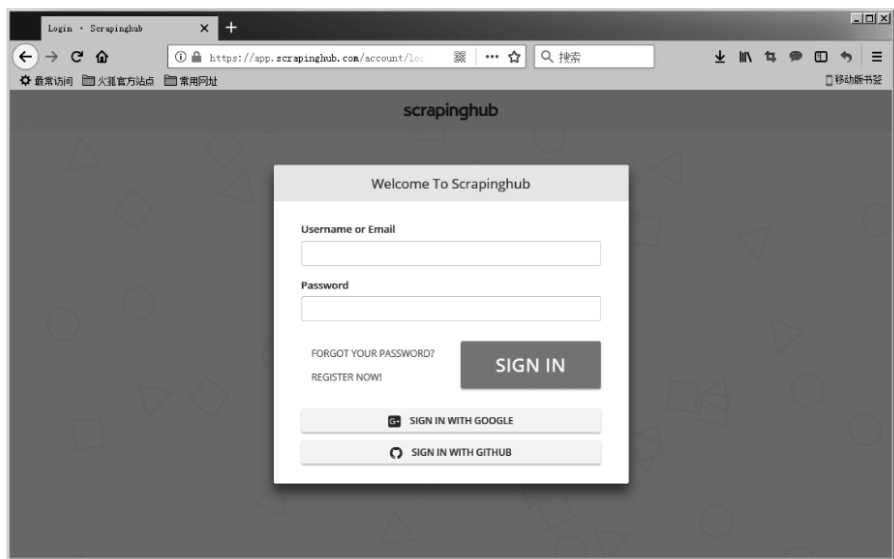 Login · Scrapinghub
https://app.scrapinghub.com/account/log
搜索
最常访问 火狐官方站点 常用网址
移动版书签
scrapinghub
Welcome To Scrapinghub
Username or Email
Password
FORGOT YOUR PASSWORD?
SIGN IN
REGISTER NOW!
G+ SIGN IN WITH GOOGLE
SIGN IN WITH GITHUB